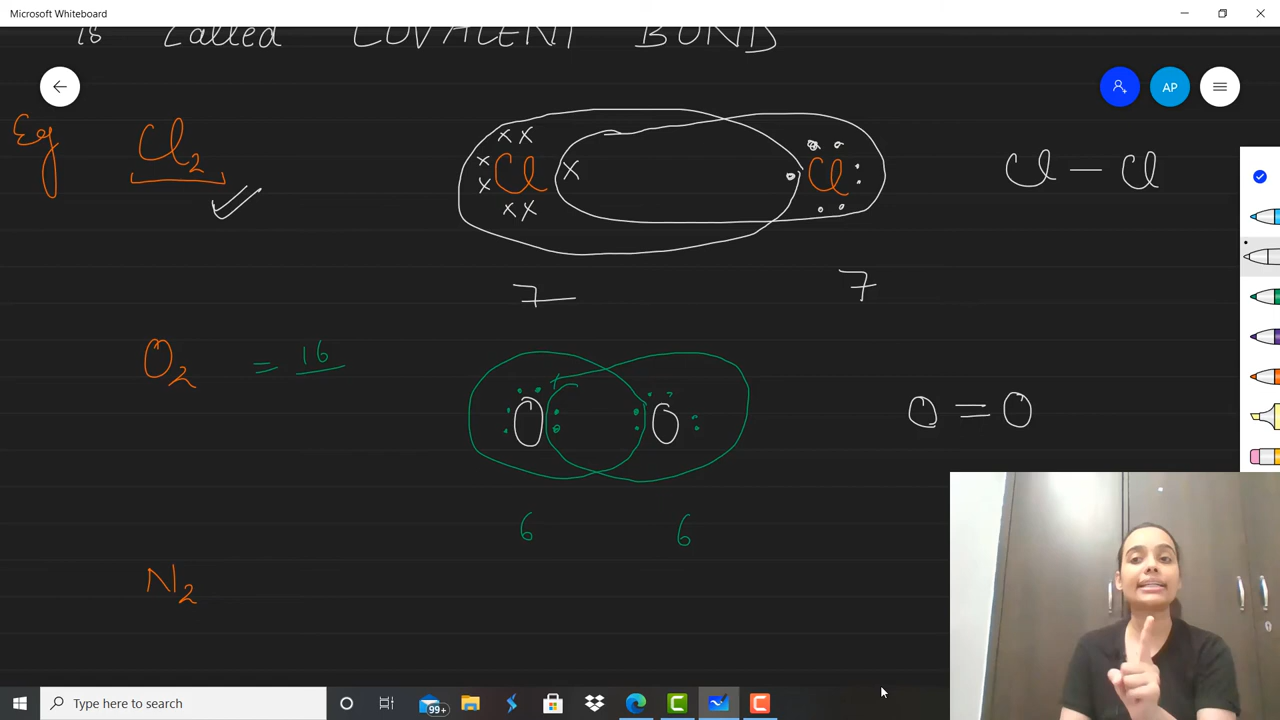 Microsoft Whiteboard
is called COVALENT BOND
AP
Eg Cl2 Cl Cl Cl — Cl
7 7
O2 = 16 O O O = O
6 6
N2
Type here to search
99+